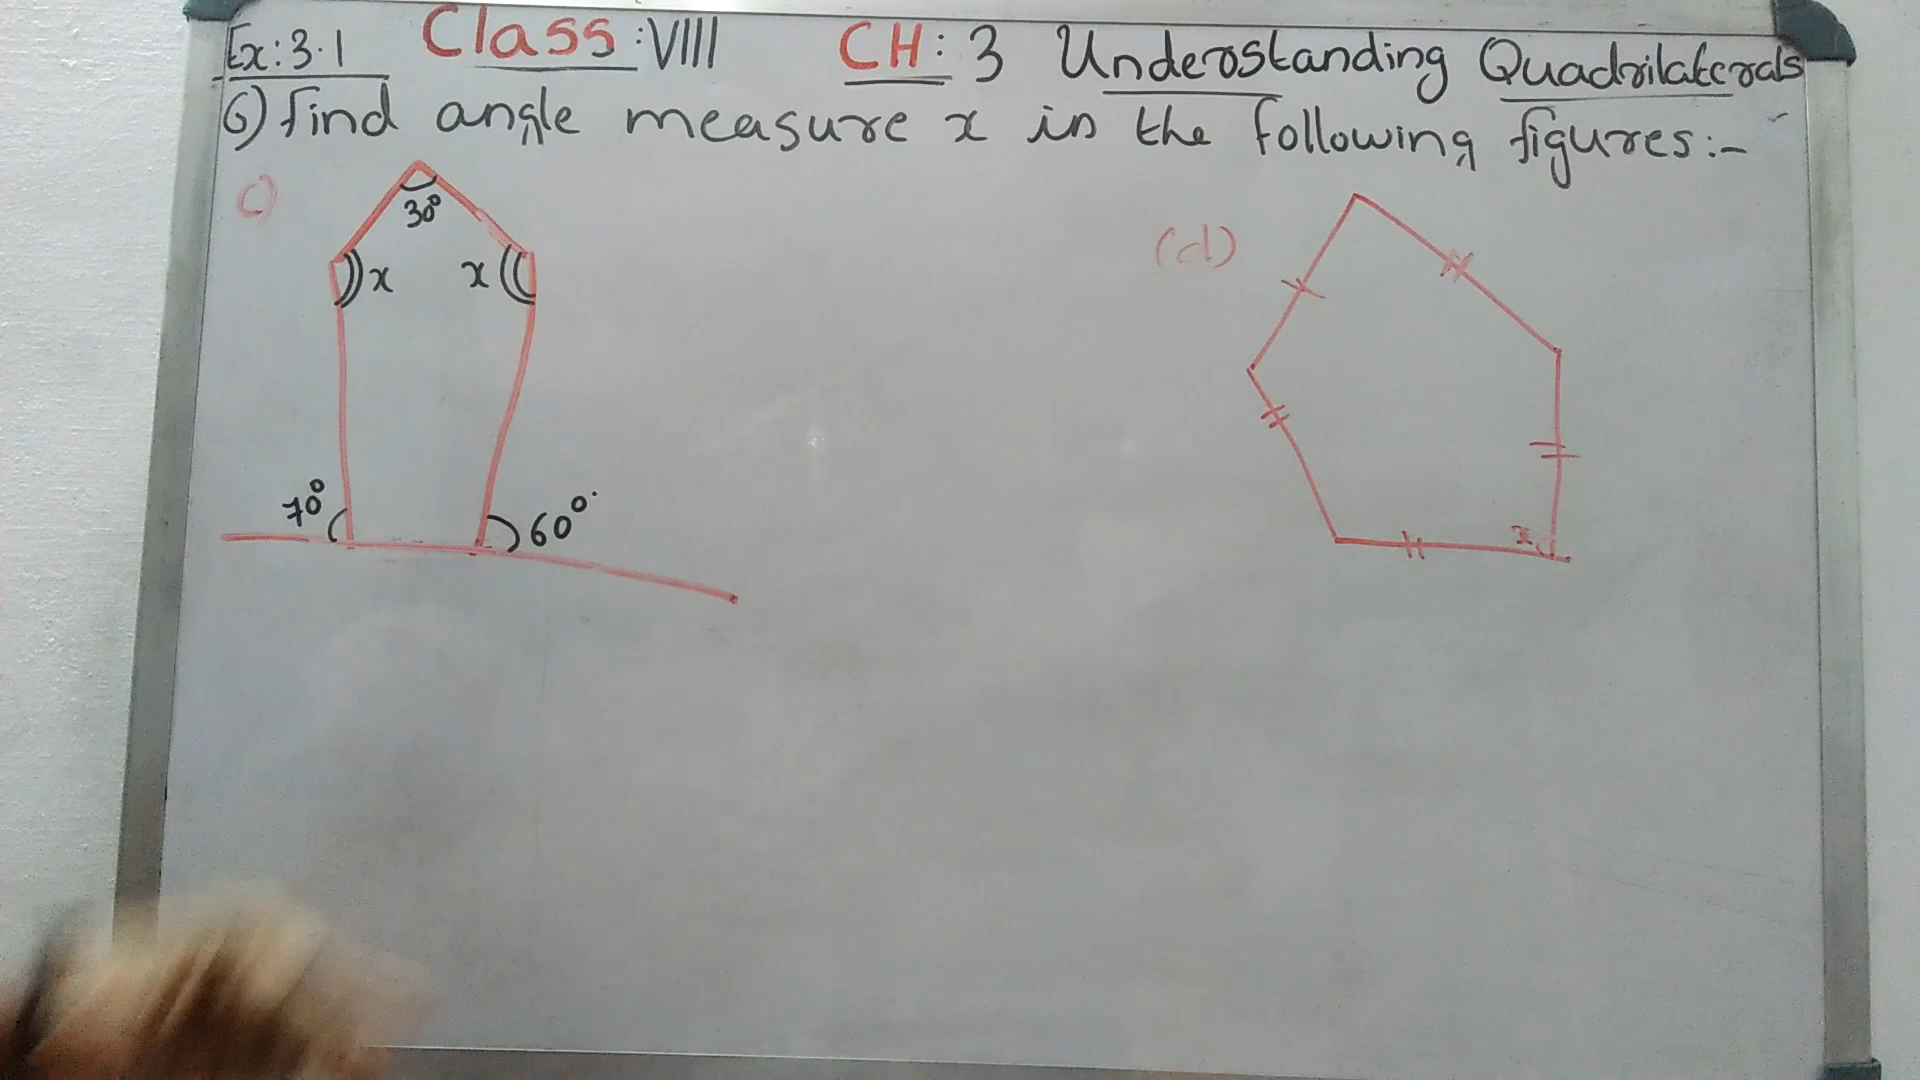 Ex: 3.1 Class: VIII CH: 3 Understanding Quadrilaterals
6) find angle measure x in the following figures:-
c)
30°
x x
70° 60°
(d)
x